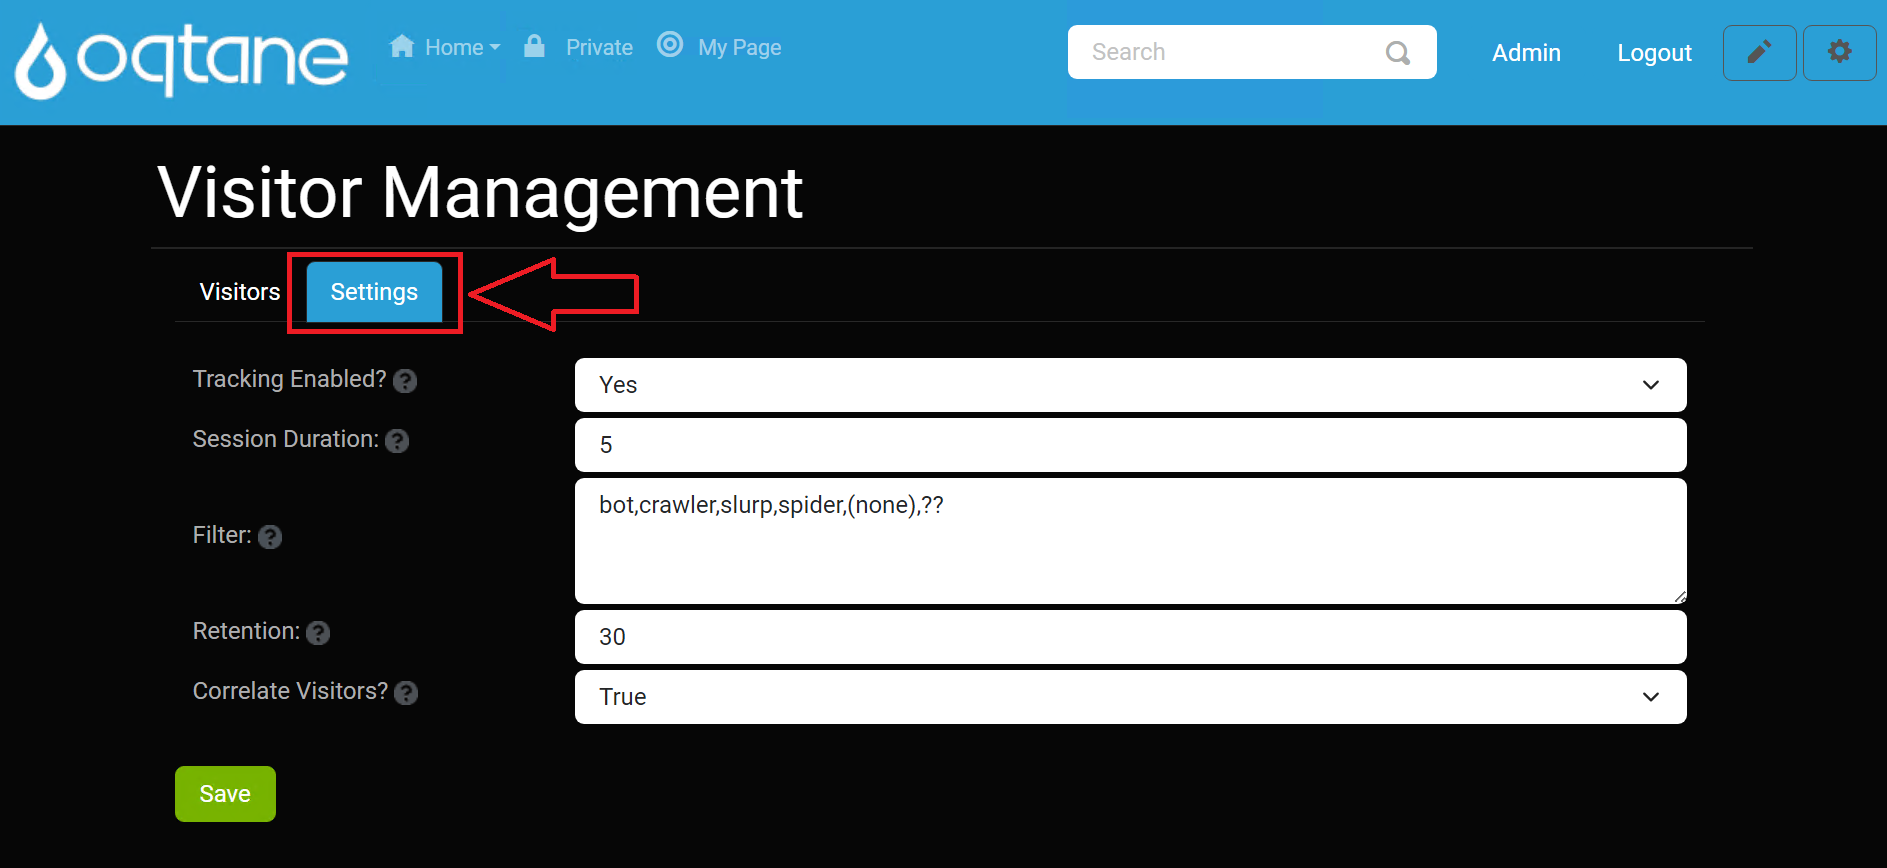 oqtane Home Private My Page Search Admin Logout
Visitor Management
Visitors Settings
Tracking Enabled? ? Yes
Session Duration: ? 5
Filter: ? bot,crawler,slurp,spider,(none),??
Retention: ? 30
Correlate Visitors? ? True
Save